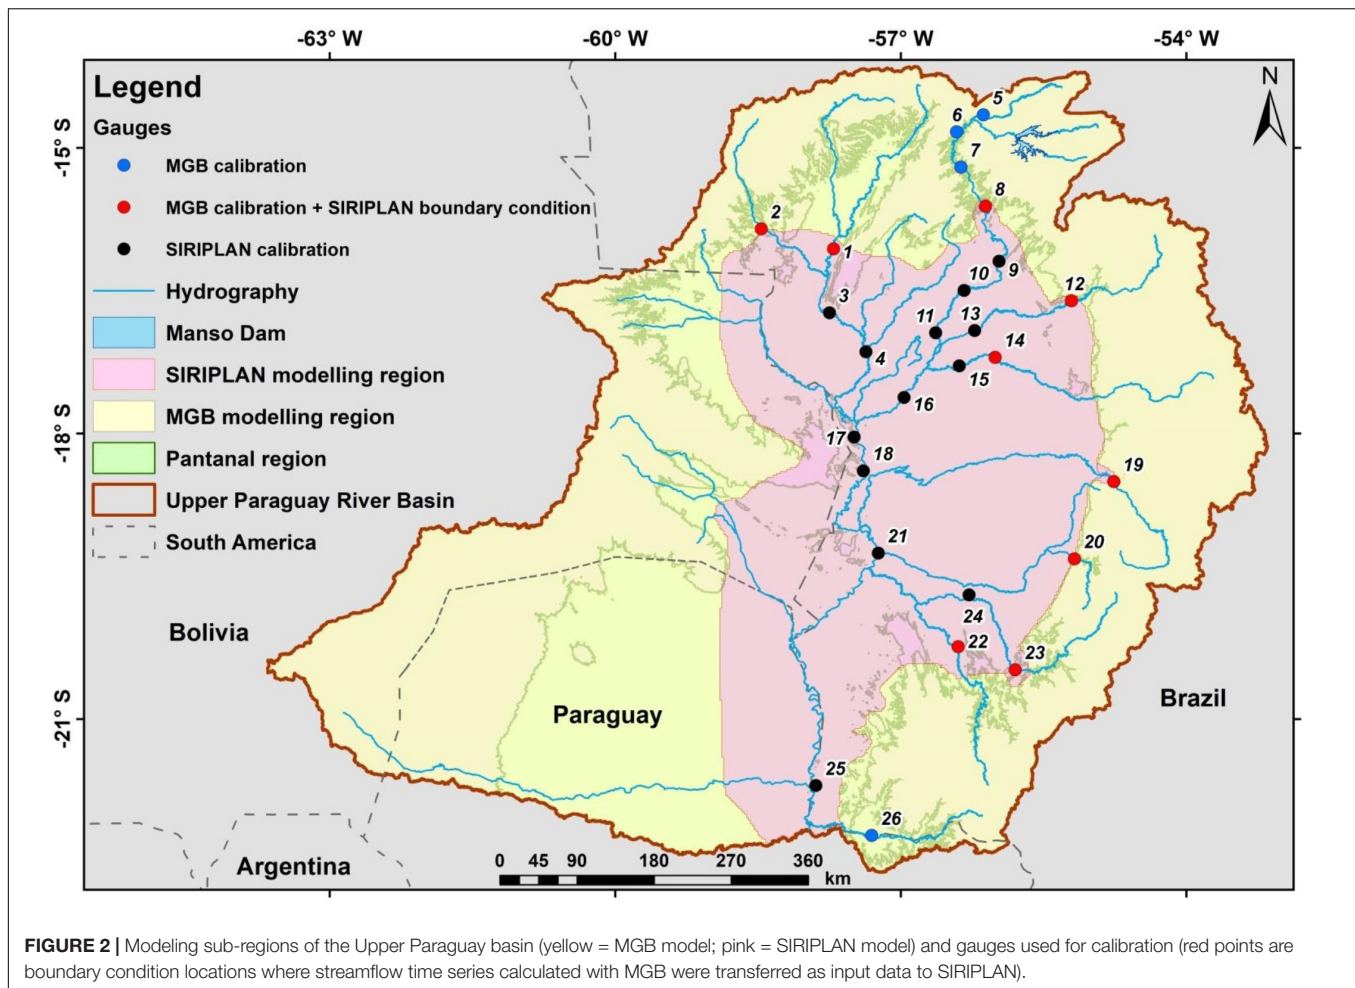 -63° W
-60° W
-57° W
-54° W
Legend
Gauges
MGB calibration
MGB calibration + SIRIPLAN boundary condition
SIRIPLAN calibration
Hydrography
Manso Dam
SIRIPLAN modelling region
MGB modelling region
Pantanal region
Upper Paraguay River Basin
South America
N
-15° S
-18° S
-21° S
5
6
7
8
2
1
9
10
12
3
11
13
14
4
15
16
17
18
19
21
20
24
22
23
25
26
Bolivia
Paraguay
Brazil
Argentina
0 45 90 180 270 360
km
FIGURE 2 | Modeling sub-regions of the Upper Paraguay basin (yellow = MGB model; pink = SIRIPLAN model) and gauges used for calibration (red points are
boundary condition locations where streamflow time series calculated with MGB were transferred as input data to SIRIPLAN).